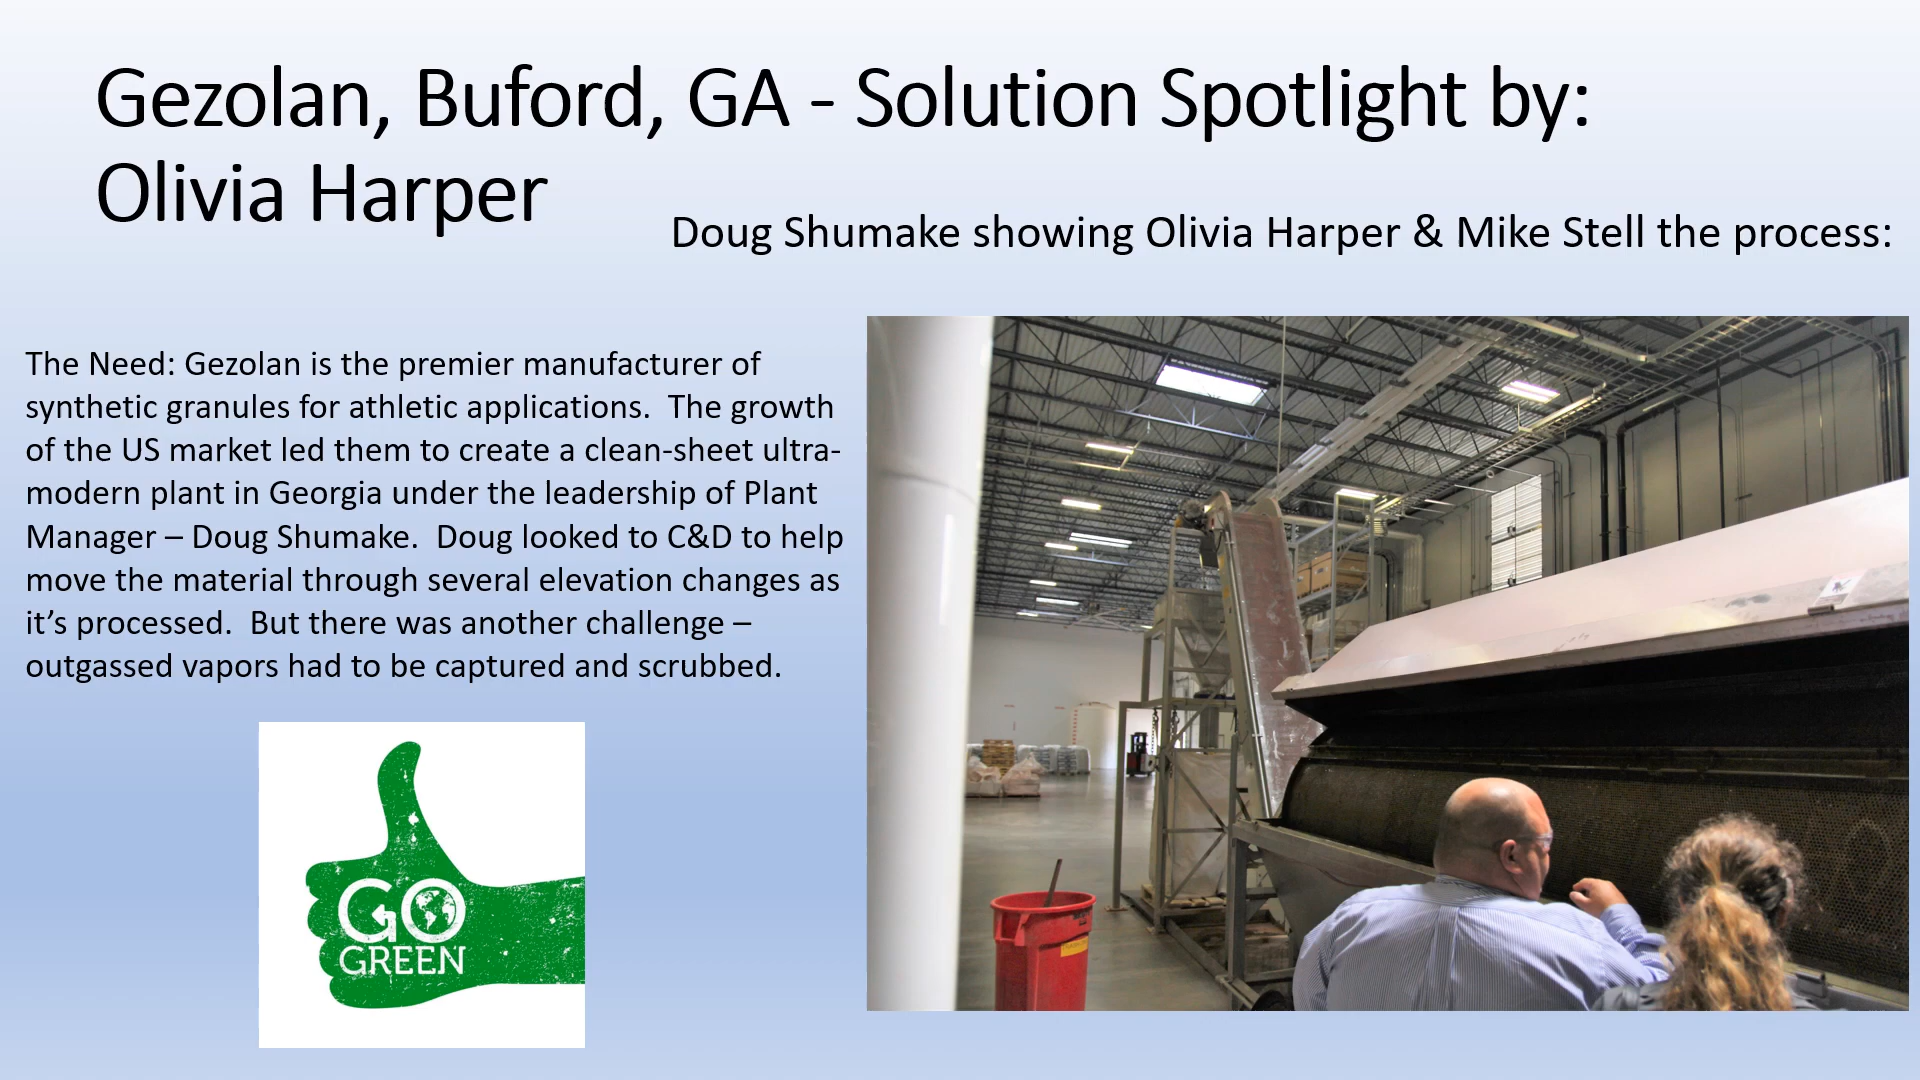 Gezolan, Buford, GA - Solution Spotlight by:
Olivia Harper
Doug Shumake showing Olivia Harper & Mike Stell the process:
The Need: Gezolan is the premier manufacturer of
synthetic granules for athletic applications.  The growth
of the US market led them to create a clean-sheet ultra-
modern plant in Georgia under the leadership of Plant
Manager – Doug Shumake.  Doug looked to C&D to help
move the material through several elevation changes as
it’s processed.  But there was another challenge –
outgassed vapors had to be captured and scrubbed.
GO
GREEN